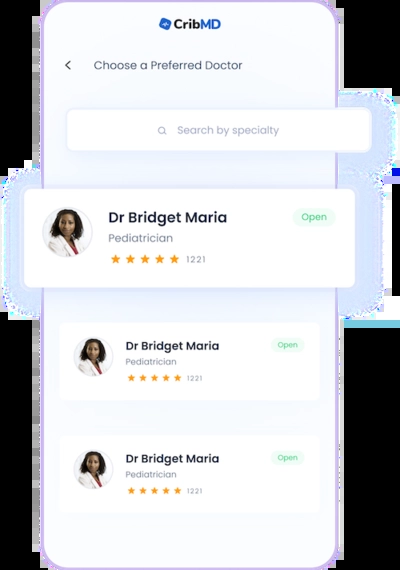 CribMD
Choose a Preferred Doctor
Search by specialty
Dr Bridget Maria
Open
Pediatrician
1221
Dr Bridget Maria
Open
Pediatrician
1221
Dr Bridget Maria
Open
Pediatrician
1221